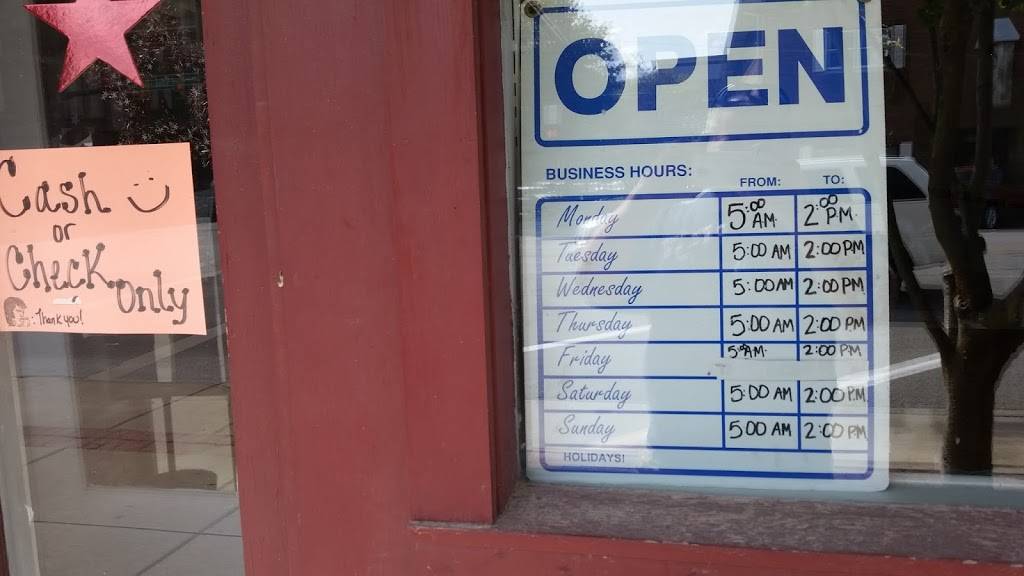 Cash
or
Check only
Thank you!
OPEN
BUSINESS HOURS:
FROM: TO:
Monday 5:00 AM 2:00 PM
Tuesday 5:00 AM 2:00 PM
Wednesday 5:00 AM 2:00 PM
Thursday 5:00 AM 2:00 PM
Friday 5:00 AM 2:00 PM
Saturday 5:00 AM 2:00 PM
Sunday 5:00 AM 2:00 PM
HOLIDAYS!